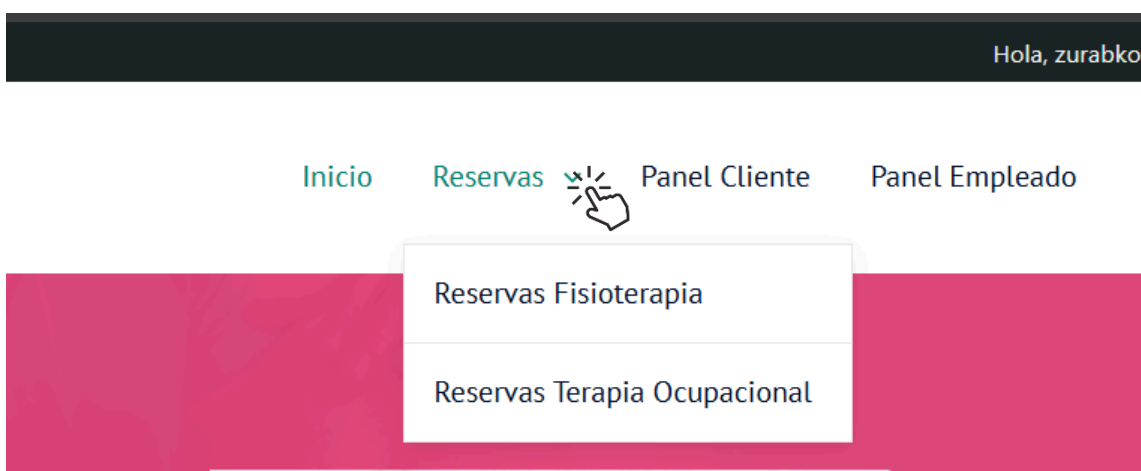 Hola, zurabko
Inicio Reservas Panel Cliente Panel Empleado
Reservas Fisioterapia
Reservas Terapia Ocupacional